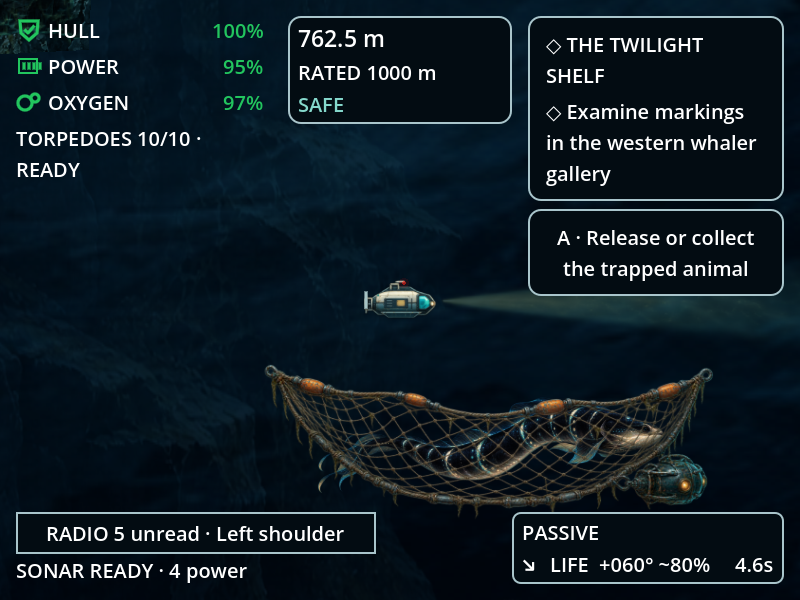 HULL 100%
POWER 95%
OXYGEN 97%
TORPEDOES 10/10 ·
READY
762.5 m
RATED 1000 m
SAFE
◇ THE TWILIGHT
SHELF
◇ Examine markings
in the western whaler
gallery
A · Release or collect
the trapped animal
RADIO 5 unread · Left shoulder
SONAR READY · 4 power
PASSIVE
↘ LIFE +060° ~80% 4.6s